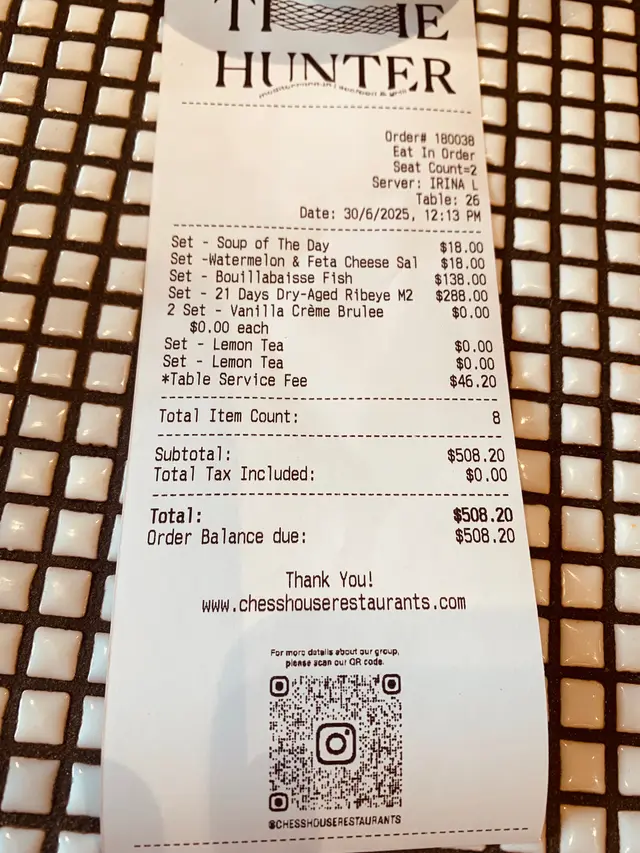 HUNTER
Order# 180038
Eat In Order
Seat Count=2
Server: IRINA L
Table: 26
Date: 30/6/2025, 12:13 PM
Set - Soup of The Day $18.00
Set -Watermelon & Feta Cheese Sal $18.00
Set - Bouillabaisse Fish $138.00
Set - 21 Days Dry-Aged Ribeye M2 $288.00
2 Set - Vanilla Crème Brulee $0.00
$0.00 each
Set - Lemon Tea $0.00
Set - Lemon Tea $0.00
*Table Service Fee $46.20
Total Item Count: 8
Subtotal: $508.20
Total Tax Included: $0.00
Total: $508.20
Order Balance due: $508.20
Thank You!
www.chesshouserestaurants.com
For more details about our group,
please scan our QR code.
@CHESSHOUSERESTAURANTS